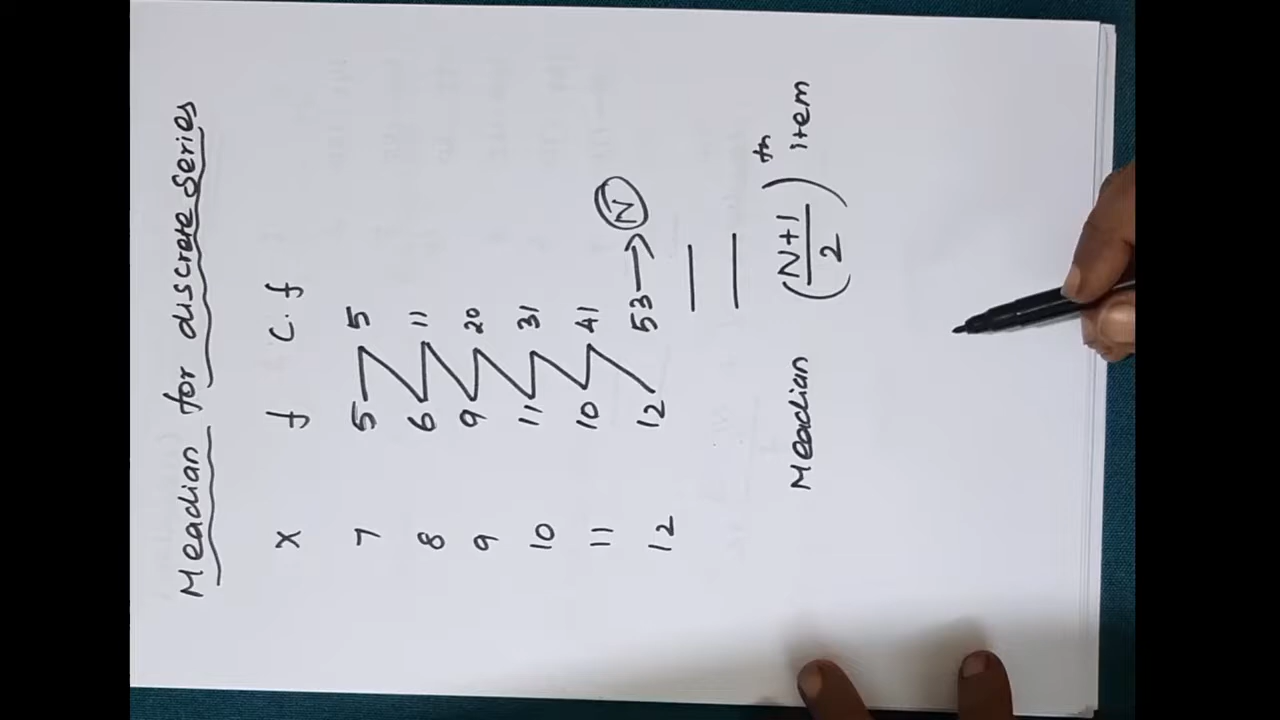 Meadian for discrete series
x f C.f
7 5 5
8 6 11
9 9 20
10 11 31
11 10 41
12 12 53 → N
Meadian (N+1/2)th item